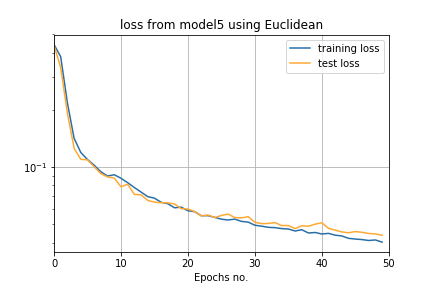 loss from model5 using Euclidean
training loss
test loss
10⁻¹
0 10 20 30 40 50
Epochs no.